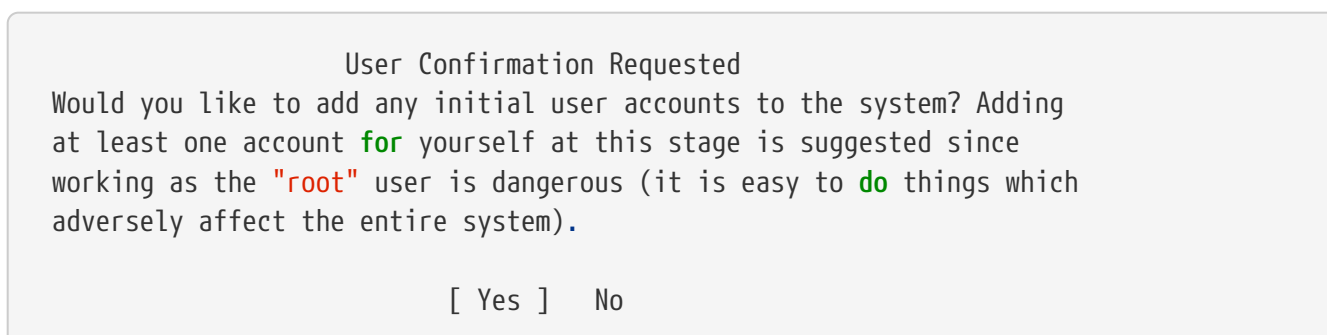 User Confirmation Requested
Would you like to add any initial user accounts to the system? Adding
at least one account for yourself at this stage is suggested since
working as the "root" user is dangerous (it is easy to do things which
adversely affect the entire system).
[ Yes ] No